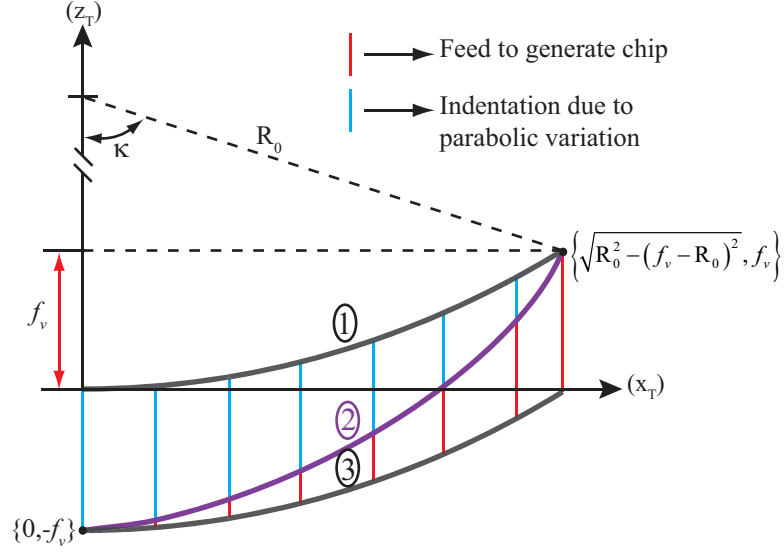 (z_T)
Feed to generate chip
Indentation due to
parabolic variation
κ
R_0
{√(R_0^2−(f_v−R_0)^2), f_v}
f_v
①
(x_T)
②
③
{0,-f_v}